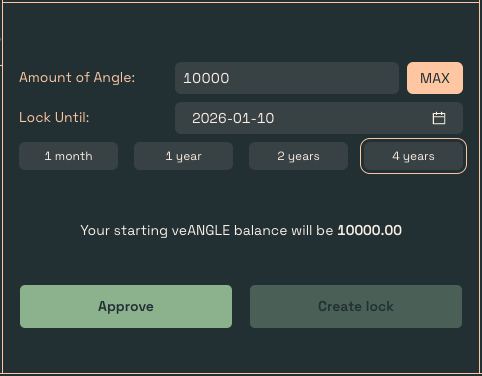 Amount of Angle: 10000 MAX
Lock Until: 2026-01-10
1 month 1 year 2 years 4 years
Your starting veANGLE balance will be 10000.00
Approve Create lock